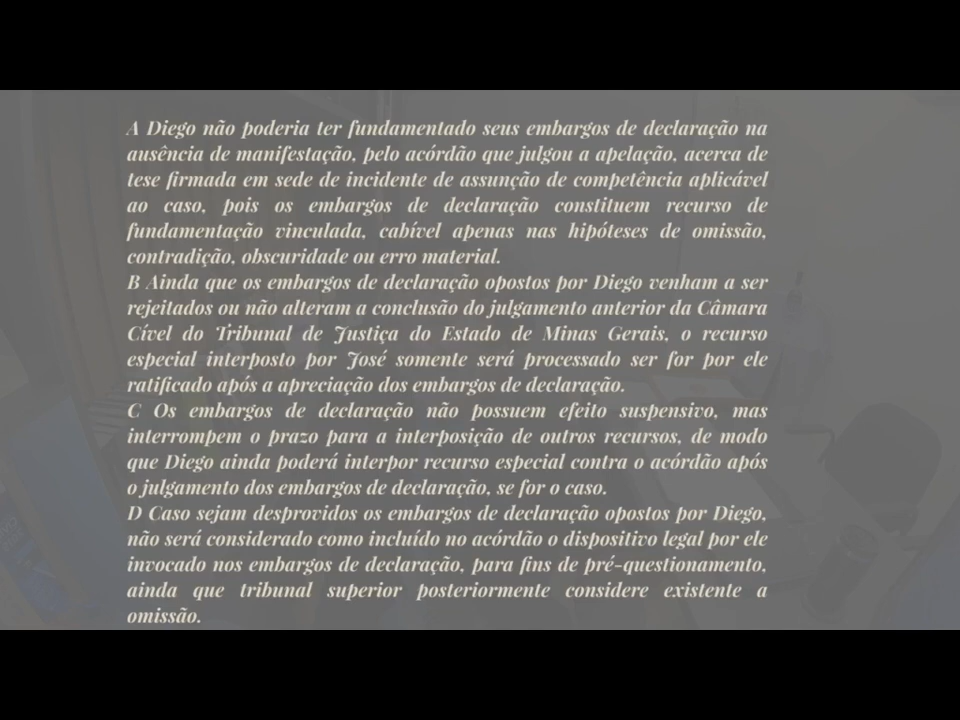 A Diego não poderia ter fundamentado seus embargos de declaração na
ausência de manifestação, pelo acórdão que julgou a apelação, acerca de
tese firmada em sede de incidente de assunção de competência aplicável
ao caso, pois os embargos de declaração constituem recurso de
fundamentação vinculada, cabível apenas nas hipóteses de omissão,
contradição, obscuridade ou erro material.
B Ainda que os embargos de declaração opostos por Diego venham a ser
rejeitados ou não alteram a conclusão do julgamento anterior da Câmara
Cível do Tribunal de Justiça do Estado de Minas Gerais, o recurso
especial interposto por José somente será processado ser for por ele
ratificado após a apreciação dos embargos de declaração.
C Os embargos de declaração não possuem efeito suspensivo, mas
interrompem o prazo para a interposição de outros recursos, de modo
que Diego ainda poderá interpor recurso especial contra o acórdão após
o julgamento dos embargos de declaração, se for o caso.
D Caso sejam desprovidos os embargos de declaração opostos por Diego,
não será considerado como incluído no acórdão o dispositivo legal por ele
invocado nos embargos de declaração, para fins de pré-questionamento,
ainda que tribunal superior posteriormente considere existente a
omissão.